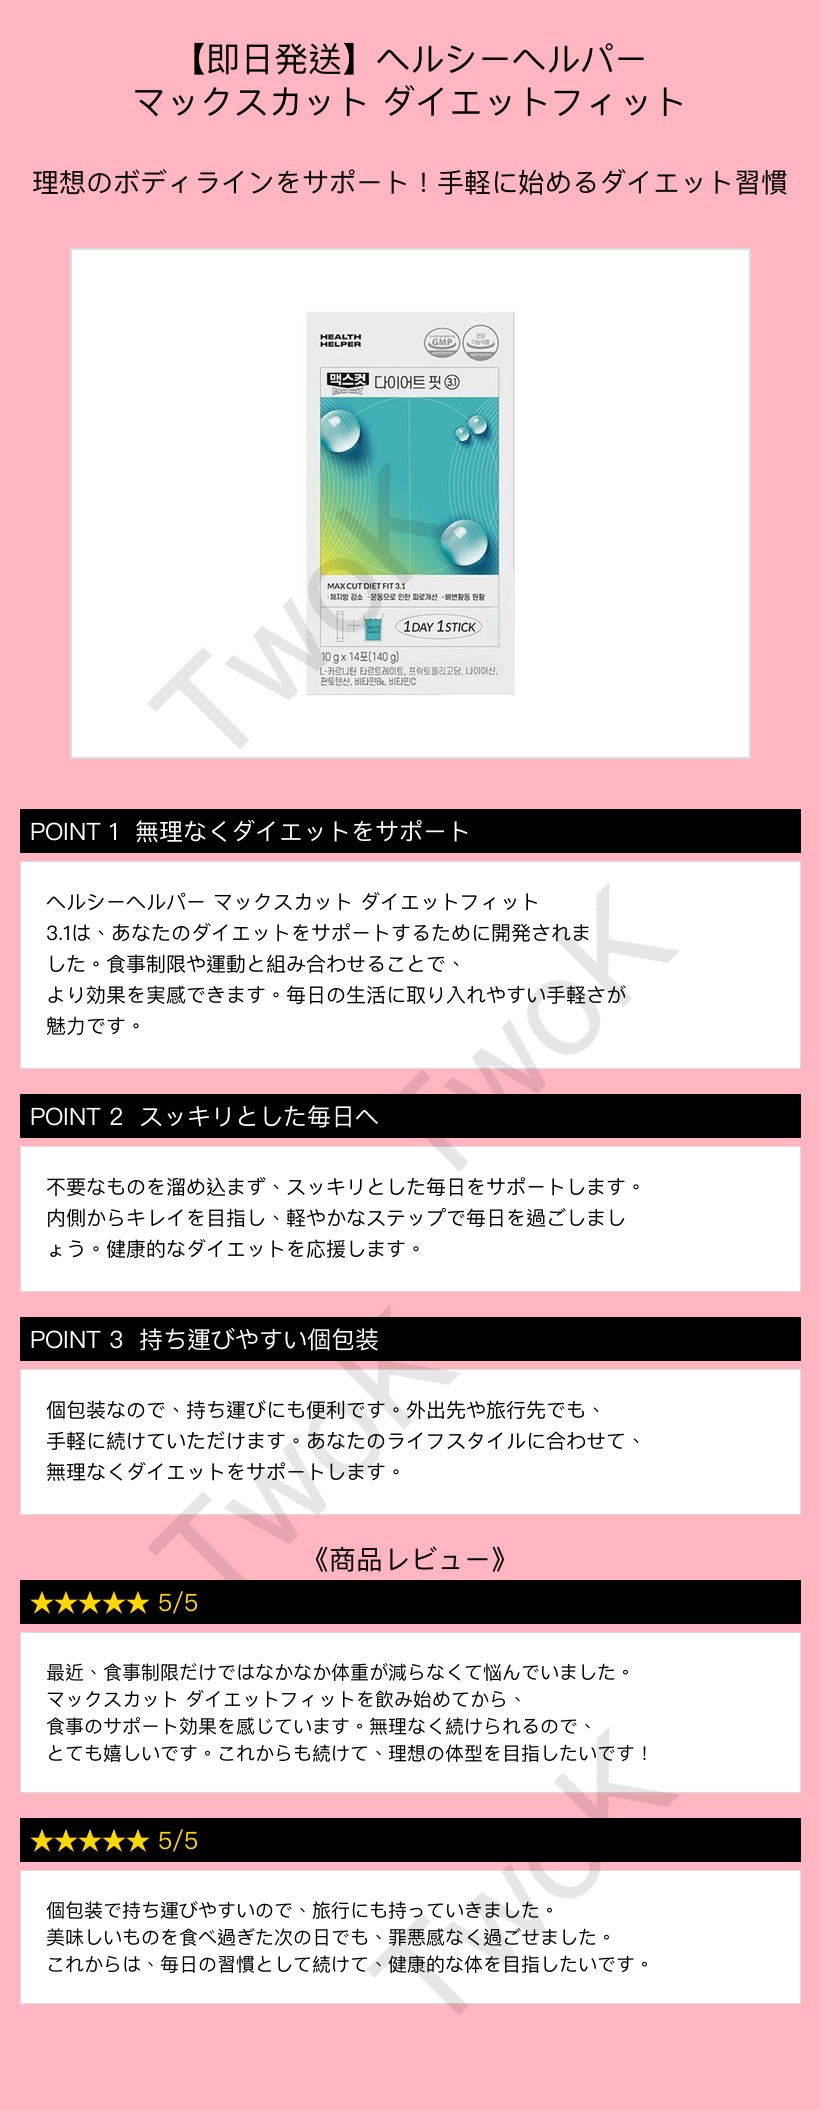 【即日発送】ヘルシーヘルパー
マックスカット ダイエットフィット
理想のボディラインをサポート！手軽に始めるダイエット習慣
HEALTH
HELPER
GMP
건강
기능식품
맥스컷 다이어트 핏 3.1
MAX CUT DIET FIT 3.1
·체지방 감소 ·운동으로 인한 피로개선 ·배변활동 원활
1DAY 1STICK
10 g x 14포(140 g)
L-카르니틴 타르트레이트, 프락토올리고당, 나이아신,
판토텐산, 비타민B₆, 비타민C
TwoK
POINT 1 無理なくダイエットをサポート
ヘルシーヘルパー マックスカット ダイエットフィット
3.1は、あなたのダイエットをサポートするために開発されま
した。食事制限や運動と組み合わせることで、
より効果を実感できます。毎日の生活に取り入れやすい手軽さが
魅力です。
TwoK
POINT 2 スッキリとした毎日へ
不要なものを溜め込まず、スッキリとした毎日をサポートします。
内側からキレイを目指し、軽やかなステップで毎日を過ごしまし
ょう。健康的なダイエットを応援します。
POINT 3 持ち運びやすい個包装
個包装なので、持ち運びにも便利です。外出先や旅行先でも、
手軽に続けていただけます。あなたのライフスタイルに合わせて、
無理なくダイエットをサポートします。
TwoK
《商品レビュー》
★★★★★ 5/5
最近、食事制限だけではなかなか体重が減らなくて悩んでいました。
マックスカット ダイエットフィットを飲み始めてから、
食事のサポート効果を感じています。無理なく続けられるので、
とても嬉しいです。これからも続けて、理想の体型を目指したいです！
★★★★★ 5/5
個包装で持ち運びやすいので、旅行にも持っていきました。
美味しいものを食べ過ぎた次の日でも、罪悪感なく過ごせました。
これからは、毎日の習慣として続けて、健康的な体を目指したいです。
TwoK